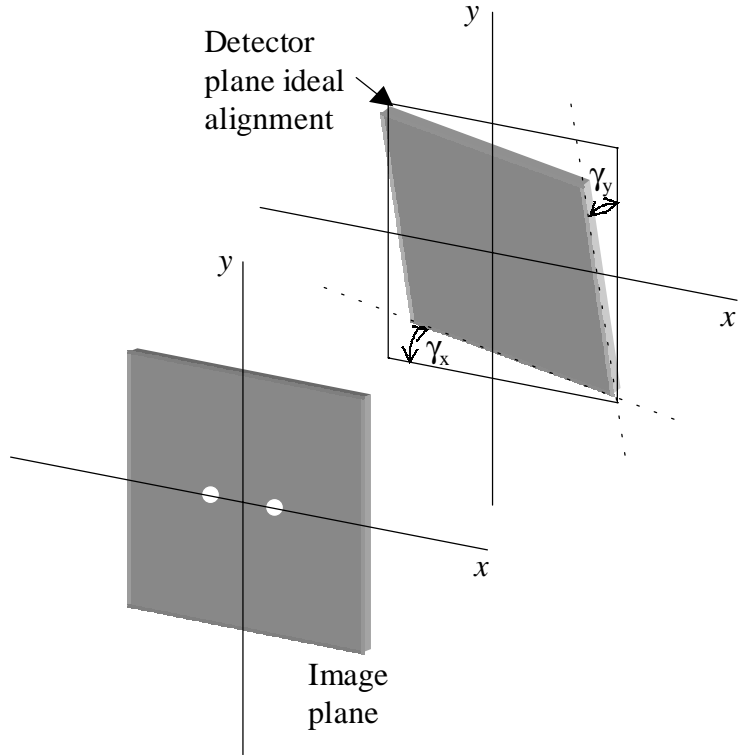 y
Detector
plane ideal
alignment
γy
y
x
γx
x
Image
plane